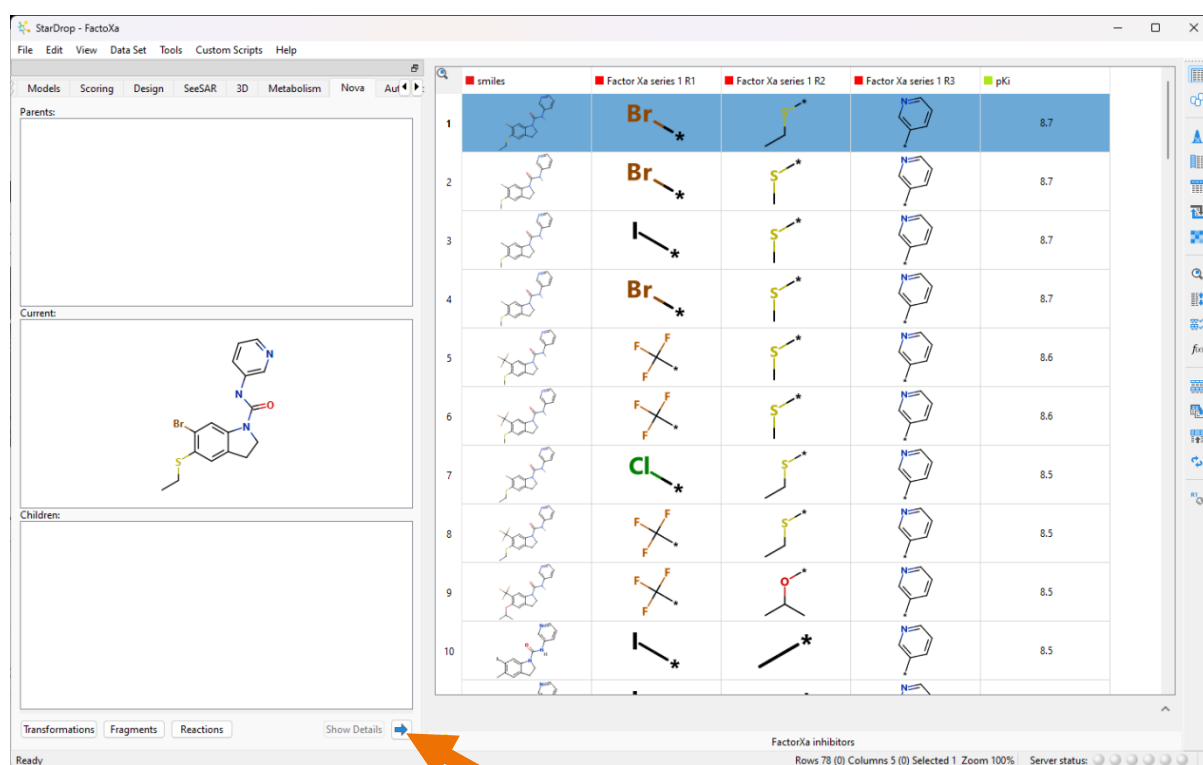 StarDrop - FactoXa
File Edit View Data Set Tools Custom Scripts Help
Models Scoring Design SeeSAR 3D Metabolism Nova
Parents:
Current:
N
N
O
Br
N
S
Children:
Transformations Fragments Reactions Show Details
Ready
smiles Factor Xa series 1 R1 Factor Xa series 1 R2 Factor Xa series 1 R3 pKi
1 Br * S * N * 8.7
2 Br * S * N * 8.7
3 I * S * N * 8.7
4 Br * S * N * 8.7
5 F F F * S * N * 8.6
6 F F F * S * N * 8.6
7 Cl * S * N * 8.5
8 F F F * S * N * 8.5
9 F F F * O * N * 8.5
10 I * * N * 8.5
FactorXa inhibitors
Rows 78 (0) Columns 5 (0) Selected 1 Zoom 100% Server status: